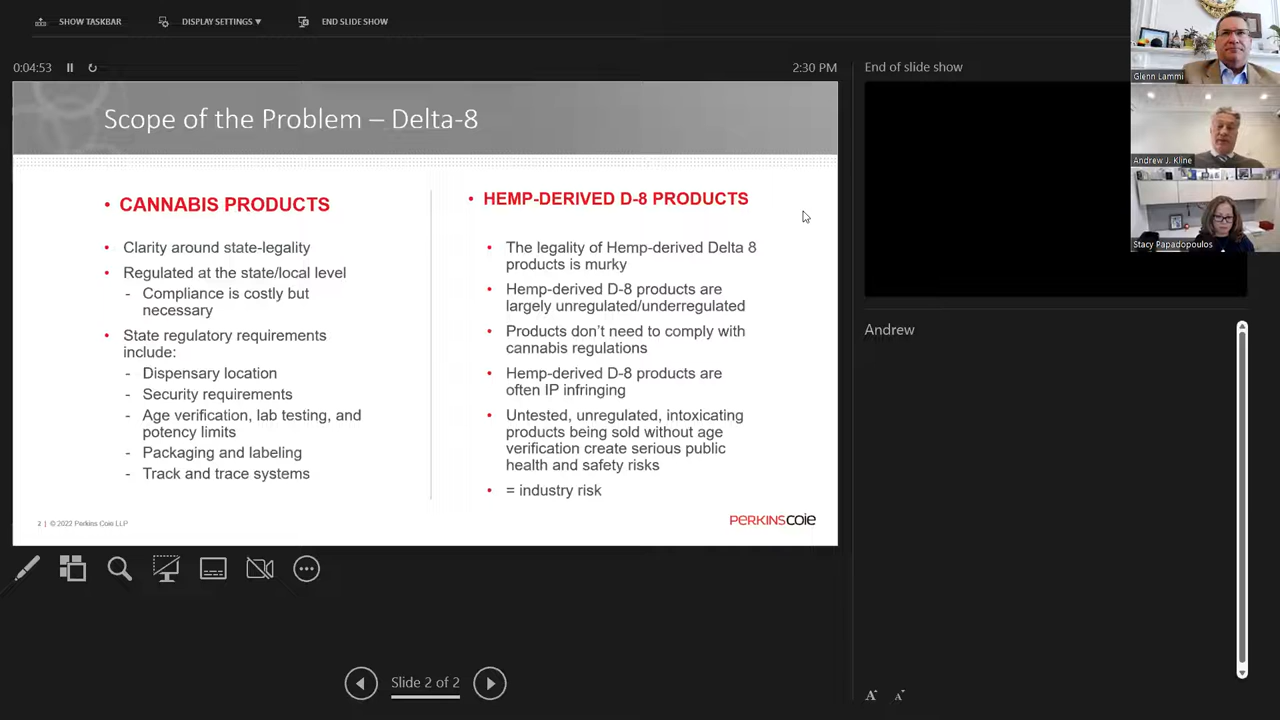 SHOW TASKBAR
DISPLAY SETTINGS ▼
END SLIDE SHOW
0:04:53
2:30 PM
Scope of the Problem – Delta-8
• CANNABIS PRODUCTS
• Clarity around state-legality
• Regulated at the state/local level
- Compliance is costly but
necessary
• State regulatory requirements
include:
- Dispensary location
- Security requirements
- Age verification, lab testing, and
potency limits
- Packaging and labeling
- Track and trace systems
• HEMP-DERIVED D-8 PRODUCTS
• The legality of Hemp-derived Delta 8
products is murky
• Hemp-derived D-8 products are
largely unregulated/underregulated
• Products don't need to comply with
cannabis regulations
• Hemp-derived D-8 products are
often IP infringing
• Untested, unregulated, intoxicating
products being sold without age
verification create serious public
health and safety risks
• = industry risk
2 | © 2022 Perkins Coie LLP
PERKINSCOIE
Slide 2 of 2
End of slide show
Andrew
A A
Glenn Lammi
Andrew J. Kline
Stacy Papadopoulos